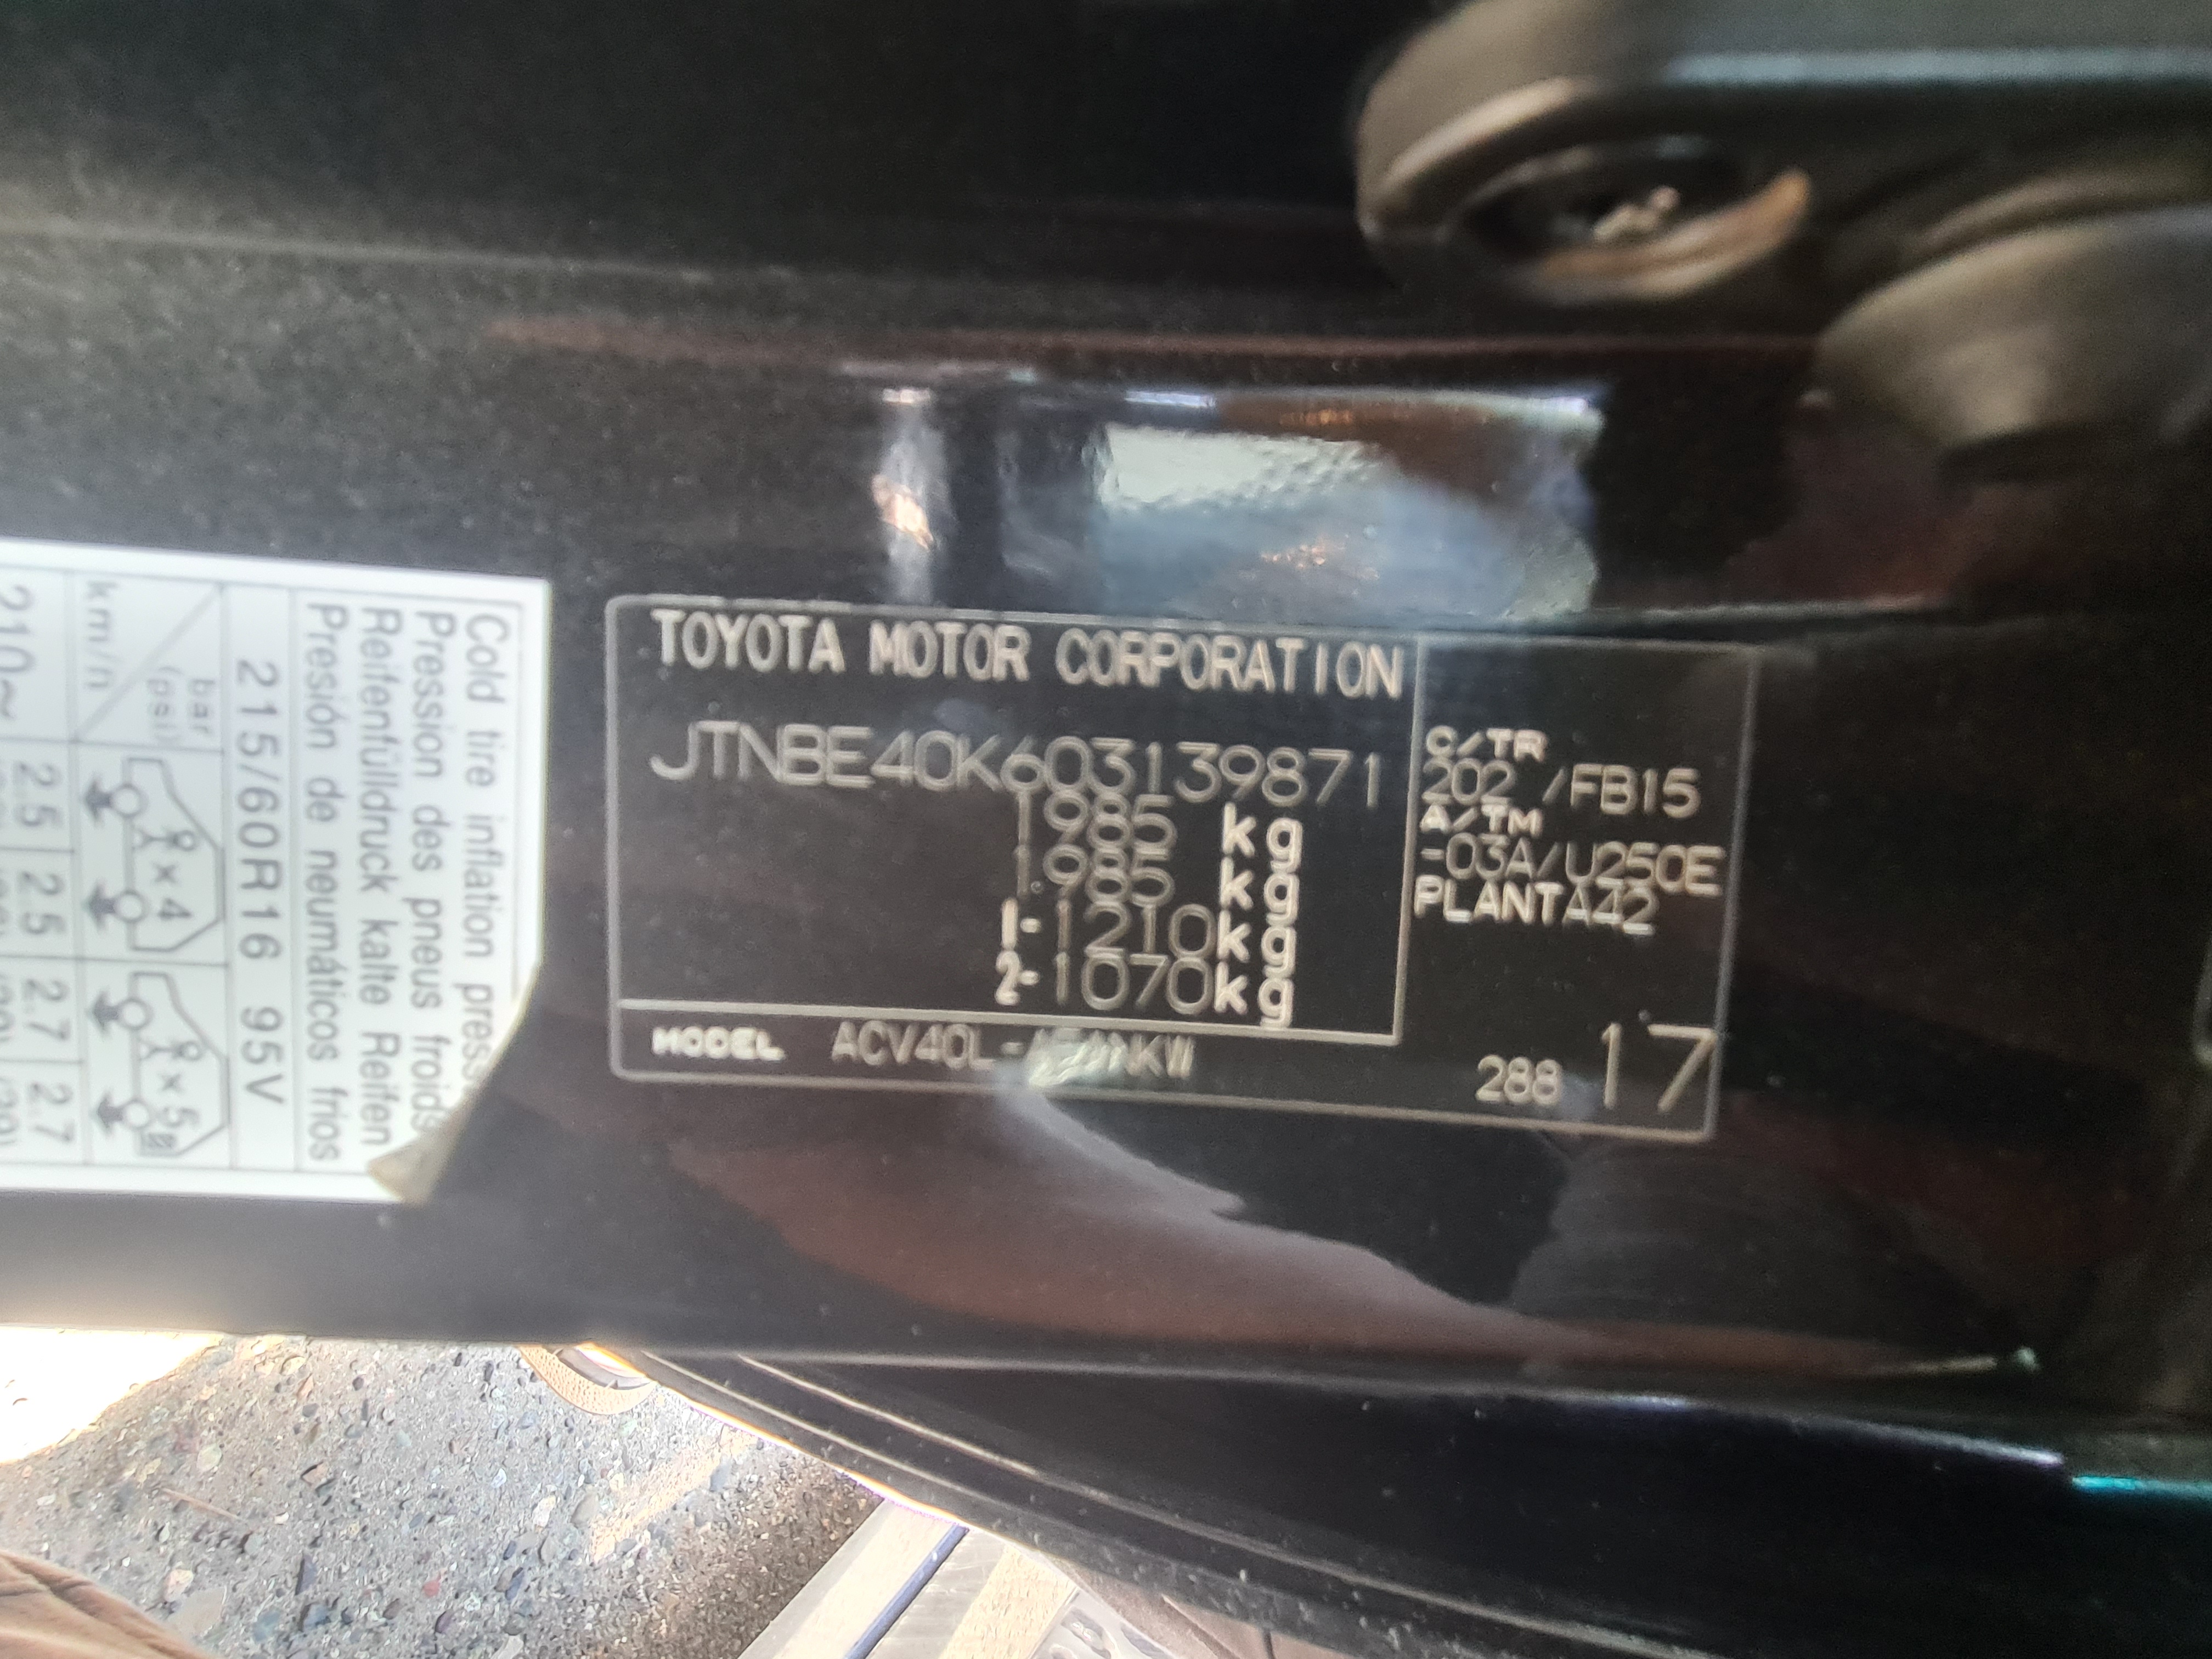 TOYOTA MOTOR CORPORATION
JTNBE40K603139871
1985 kg
1985 kg
1-1210kg
2-1070kg
MODEL
C/TR
202 /FB15
A/TM
-03A/U250E
PLANTA42
288 17
Cold tire inflation
Pression des pneus froids
Reifenfülldruck kalte Reifen
Presión de neumáticos fríos
215/60R16 95V
bar
(psi)
km/h
x 4
x 5
210~
2.5
2.5
2.7
2.7